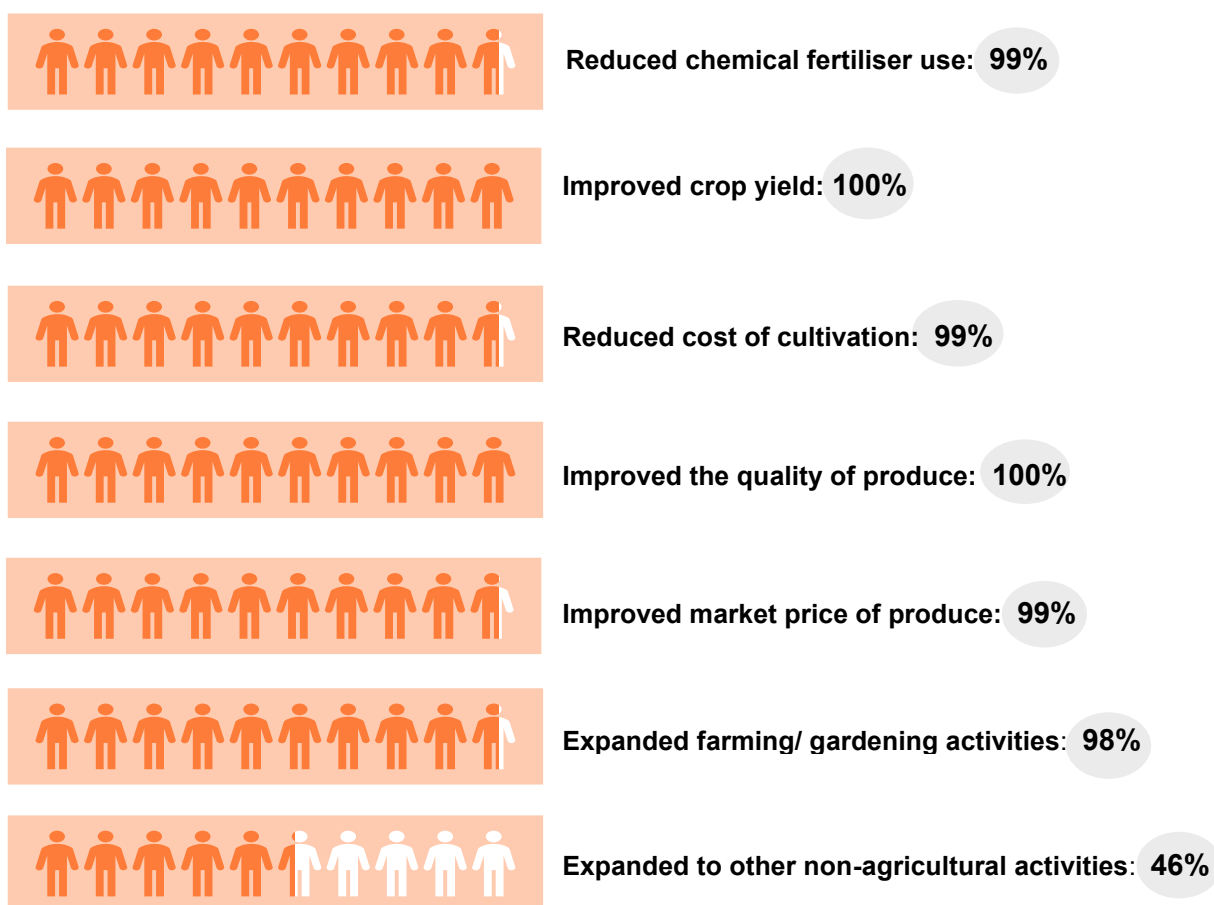 Reduced chemical fertiliser use: 99%
Improved crop yield: 100%
Reduced cost of cultivation: 99%
Improved the quality of produce: 100%
Improved market price of produce: 99%
Expanded farming/ gardening activities: 98%
Expanded to other non-agricultural activities: 46%